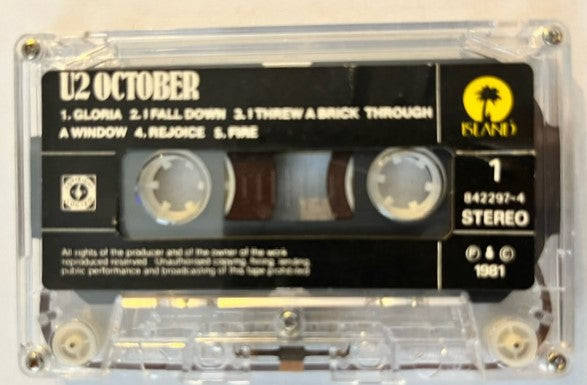 U2 OCTOBER
1. GLORIA 2. I FALL DOWN 3. I THREW A BRICK THROUGH
A WINDOW 4. REJOICE 5. FIRE
ISLAND
1
842297-4
STEREO
All rights of the producer and of the owner of the work
reproduced reserved. Unauthorised copying, hiring, lending,
public performance and broadcasting of this tape prohibited
Ⓟ & ©
1981